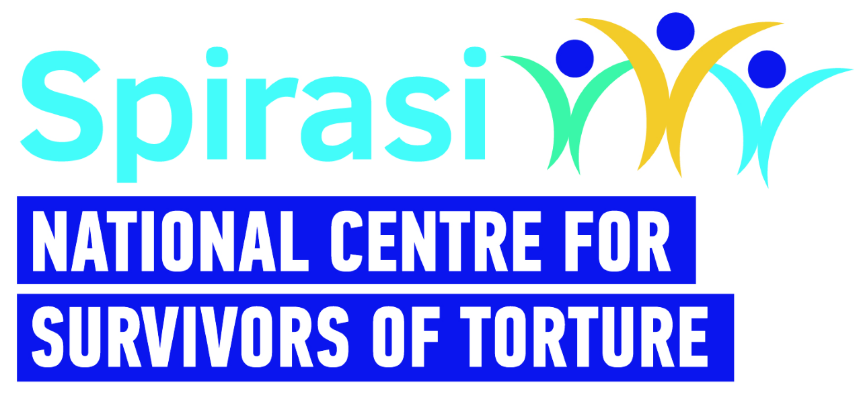 Spirasi
NATIONAL CENTRE FOR
SURVIVORS OF TORTURE